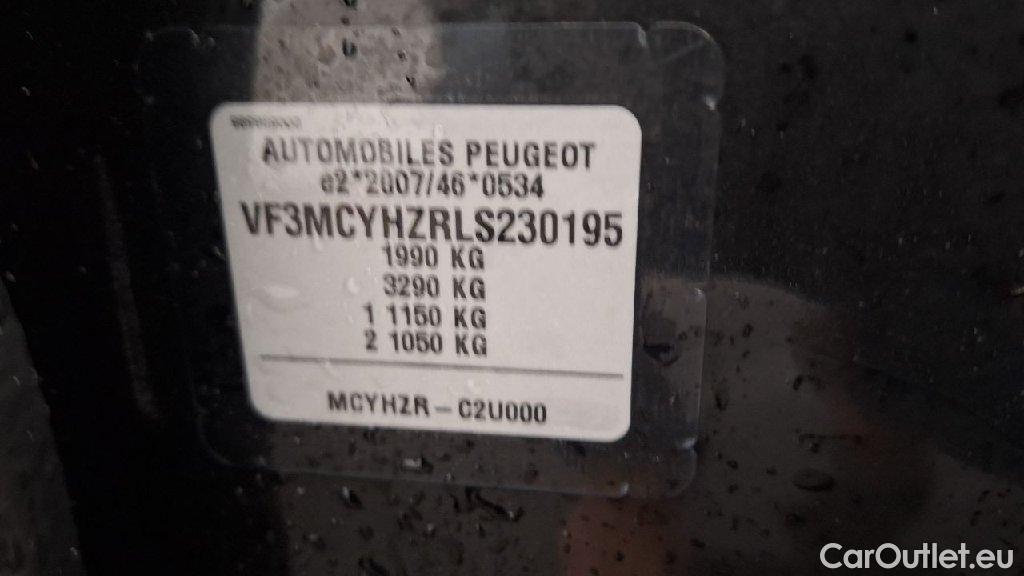 AUTOMOBILES PEUGEOT
e2*2007/46*0534
VF3MCYHZRLS230195
1990 KG
3290 KG
1 1150 KG
2 1050 KG
MCYHZR - C2U000
CarOutlet.eu